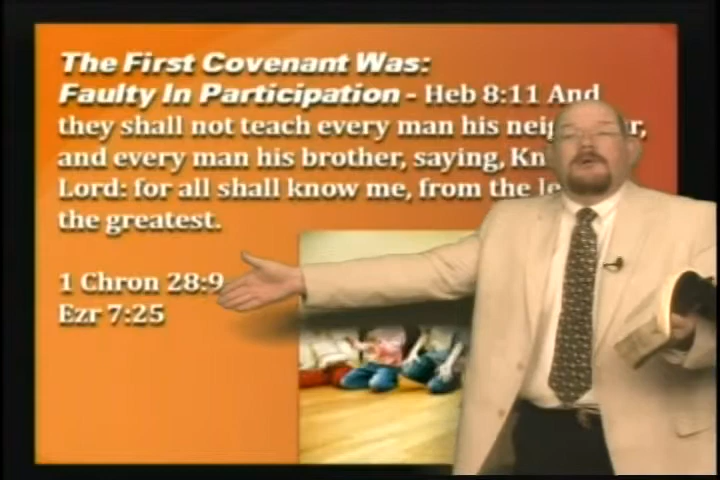 The First Covenant Was:
Faulty In Participation - Heb 8:11 And
they shall not teach every man his
and every man his brother, saying,
Lord: for all shall know me, from the
the greatest.
1 Chron 28:9
Ezr 7:25